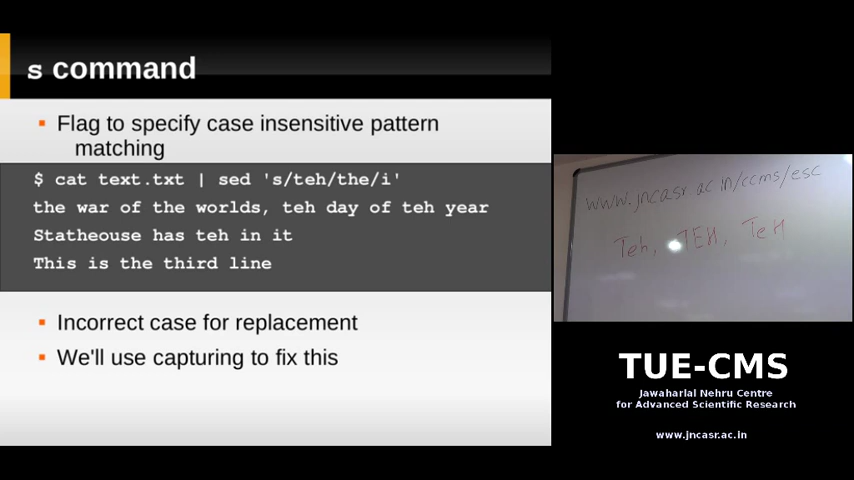 s command
Flag to specify case insensitive pattern
matching
$ cat text.txt | sed 's/teh/the/i'
the war of the worlds, teh day of teh year
Statheouse has teh in it
This is the third line
Incorrect case for replacement
We'll use capturing to fix this
www.jncasr.ac.in/ccms/esc
Teh, TEH, TeH
TUE-CMS
Jawaharlal Nehru Centre
for Advanced Scientific Research
www.jncasr.ac.in